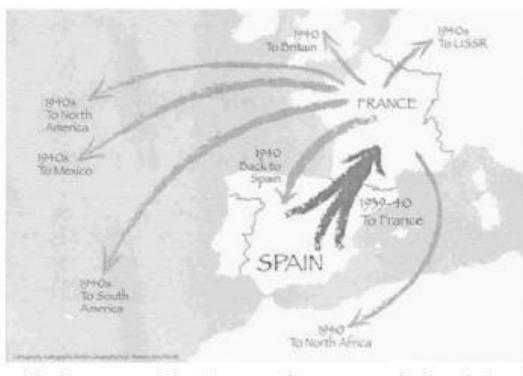 1940
To Britain
1940s
To USSR
FRANCE
1940s
To North
America
1940s
To Mexico
1940
Back to
Spain
1939-40
To France
SPAIN
1940s
To South
America
1940
To North Africa